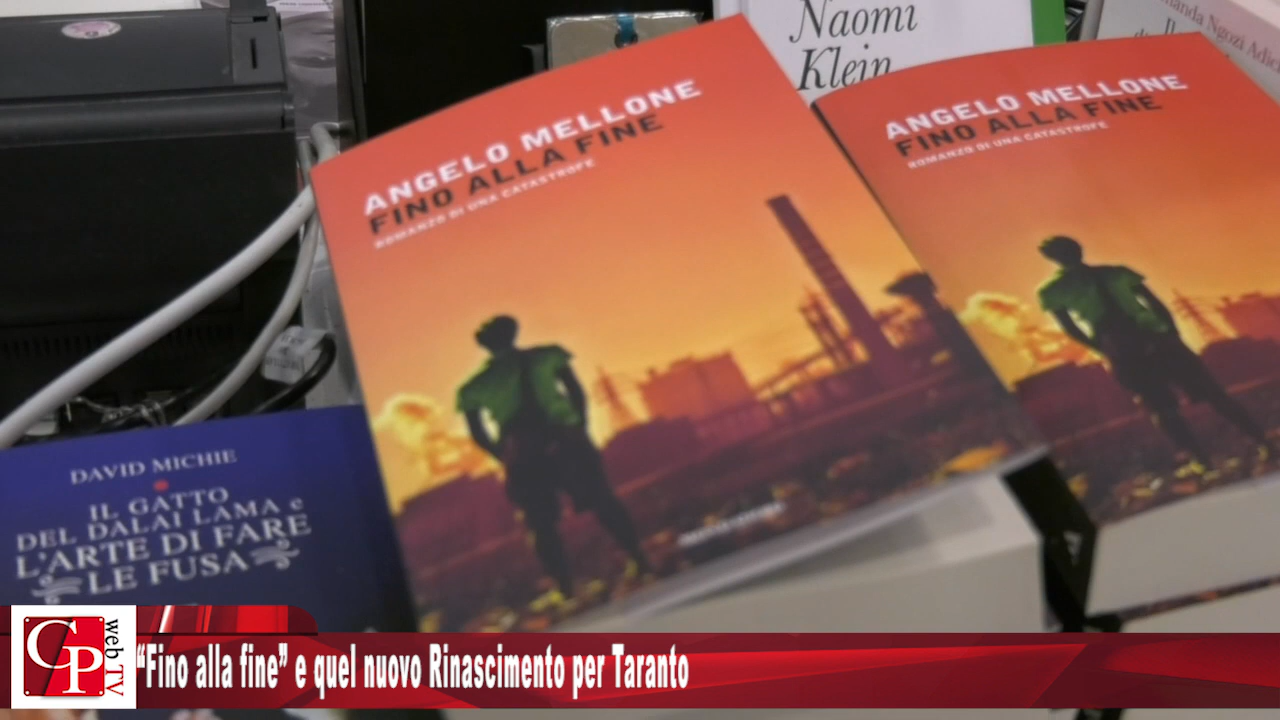 Naomi
Klein
ANGELO MELLONE
FINO ALLA FINE
ROMANZO DI UNA CATASTROFE
ANGELO MELLONE
FINO ALLA FINE
ROMANZO DI UNA CATASTROFE
DAVID MICHIE
IL GATTO
DEL DALAI LAMA e
L'ARTE DI FARE
LE FUSA
CP
web TV
“Fino alla fine” e quel nuovo Rinascimento per Taranto